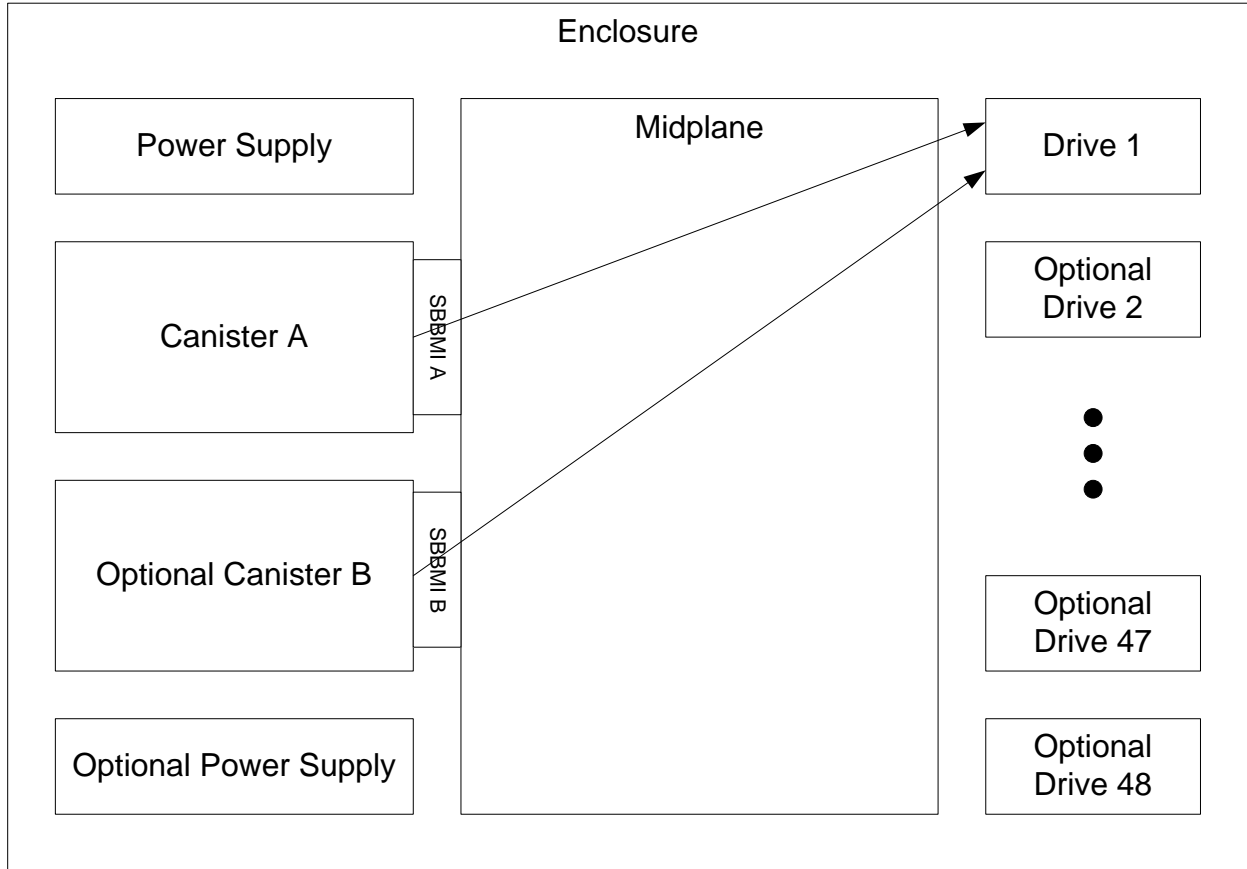 Enclosure
Power Supply
Midplane
Drive 1
Canister A
SBBMI A
Optional
Drive 2
Optional Canister B
SBBMI B
Optional
Drive 47
Optional Power Supply
Optional
Drive 48